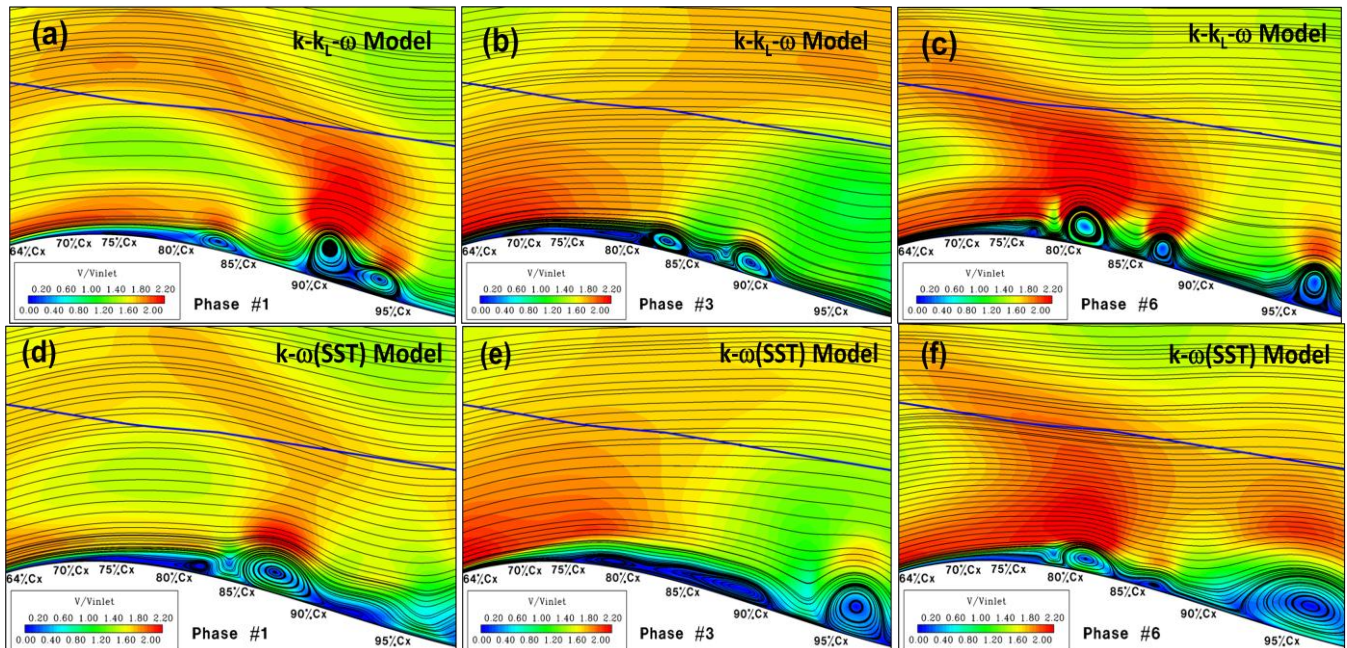 (a)
k-kL-ω Model
64%Cx 70%Cx 75%Cx 80%Cx 85%Cx 90%Cx 95%Cx
V/Vinlet
0.20 0.60 1.00 1.40 1.80 2.20
0.00 0.40 0.80 1.20 1.60 2.00
Phase #1
(b)
k-kL-ω Model
64%Cx 70%Cx 75%Cx 80%Cx 85%Cx 90%Cx 95%Cx
V/Vinlet
0.20 0.60 1.00 1.40 1.80 2.20
0.00 0.40 0.80 1.20 1.60 2.00
Phase #3
(c)
k-kL-ω Model
64%Cx 70%Cx 75%Cx 80%Cx 85%Cx 90%Cx 95%Cx
V/Vinlet
0.20 0.60 1.00 1.40 1.80 2.20
0.00 0.40 0.80 1.20 1.60 2.00
Phase #6
(d)
k-ω(SST) Model
64%Cx 70%Cx 75%Cx 80%Cx 85%Cx 90%Cx 95%Cx
V/Vinlet
0.20 0.60 1.00 1.40 1.80 2.20
0.00 0.40 0.80 1.20 1.60 2.00
Phase #1
(e)
k-ω(SST) Model
64%Cx 70%Cx 75%Cx 80%Cx 85%Cx 90%Cx 95%Cx
V/Vinlet
0.20 0.60 1.00 1.40 1.80 2.20
0.00 0.40 0.80 1.20 1.60 2.00
Phase #3
(f)
k-ω(SST) Model
64%Cx 70%Cx 75%Cx 80%Cx 85%Cx 90%Cx 95%Cx
V/Vinlet
0.20 0.60 1.00 1.40 1.80 2.20
0.00 0.40 0.80 1.20 1.60 2.00
Phase #6